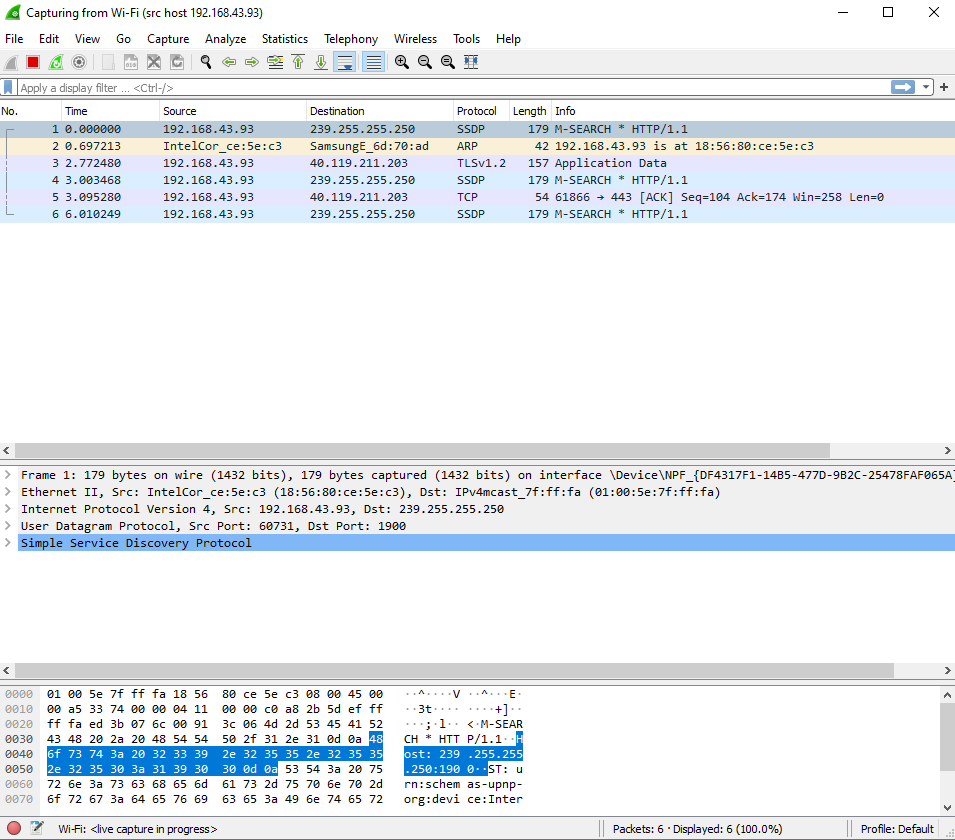 Capturing from Wi-Fi (src host 192.168.43.93)
File Edit View Go Capture Analyze Statistics Telephony Wireless Tools Help
Apply a display filter ... <Ctrl-/>
No. Time Source Destination Protocol Length Info
1 0.000000 192.168.43.93 239.255.255.250 SSDP 179 M-SEARCH * HTTP/1.1
2 0.697213 IntelCor_ce:5e:c3 SamsungE_6d:70:ad ARP 42 192.168.43.93 is at 18:56:80:ce:5e:c3
3 2.772480 192.168.43.93 40.119.211.203 TLSv1.2 157 Application Data
4 3.003468 192.168.43.93 239.255.255.250 SSDP 179 M-SEARCH * HTTP/1.1
5 3.095280 192.168.43.93 40.119.211.203 TCP 54 61866 → 443 [ACK] Seq=104 Ack=174 Win=258 Len=0
6 6.010249 192.168.43.93 239.255.255.250 SSDP 179 M-SEARCH * HTTP/1.1
Frame 1: 179 bytes on wire (1432 bits), 179 bytes captured (1432 bits) on interface \Device\NPF_{DF4317F1-14B5-477D-9B2C-25478FAF065A}
Ethernet II, Src: IntelCor_ce:5e:c3 (18:56:80:ce:5e:c3), Dst: IPv4mcast_7f:ff:fa (01:00:5e:7f:ff:fa)
Internet Protocol Version 4, Src: 192.168.43.93, Dst: 239.255.255.250
User Datagram Protocol, Src Port: 60731, Dst Port: 1900
Simple Service Discovery Protocol
0000 01 00 5e 7f ff fa 18 56 80 ce 5e c3 08 00 45 00 ··^····V ··^···E·
0010 00 a5 33 74 00 00 04 11 00 00 c0 a8 2b 5d ef ff ··3t···· ····+]··
0020 ff fa ed 3b 07 6c 00 91 3c 06 4d 2d 53 45 41 52 ···;·l·· <·M-SEAR
0030 43 48 20 2a 20 48 54 54 50 2f 31 2e 31 0d 0a 48 CH * HTT P/1.1··H
0040 6f 73 74 3a 20 32 33 39 2e 32 35 35 2e 32 35 35 ost: 239 .255.255
0050 2e 32 35 30 3a 31 39 30 30 0d 0a 53 54 3a 20 75 .250:190 0··ST: u
0060 72 6e 3a 73 63 68 65 6d 61 73 2d 75 70 6e 70 2d rn:schem as-upnp-
0070 6f 72 67 3a 64 65 76 69 63 65 3a 49 6e 74 65 72 org:devi ce:Inter
Wi-Fi: <live capture in progress> Packets: 6 · Displayed: 6 (100.0%) Profile: Default